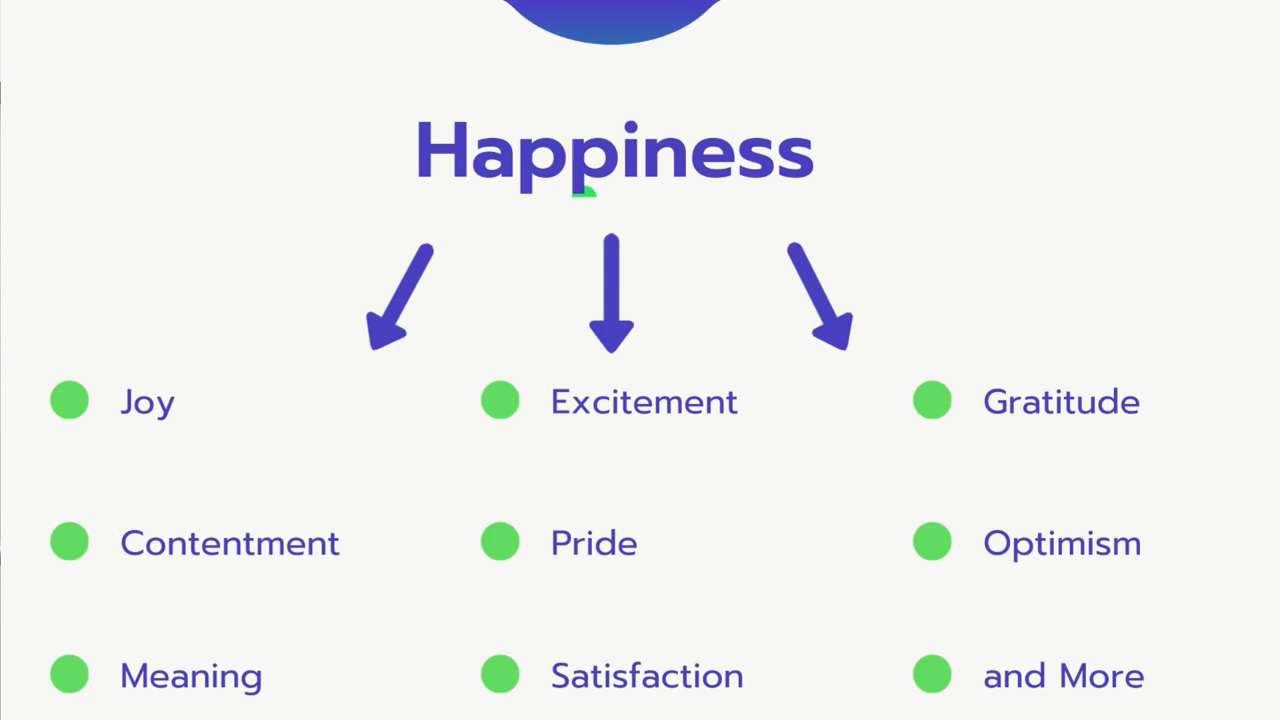 Happiness
Joy
Excitement
Gratitude
Contentment
Pride
Optimism
Meaning
Satisfaction
and More